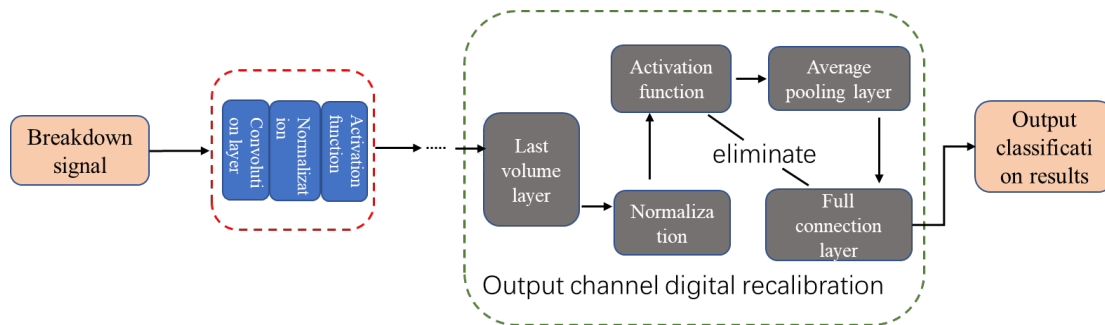 Breakdown
signal
Convoluti
on layer
Normalizat
ion
Activation
function
.....
Last
volume
layer
Normaliza
tion
Activation
function
Average
pooling layer
eliminate
Full
connection
layer
Output channel digital recalibration
Output
classificati
on results